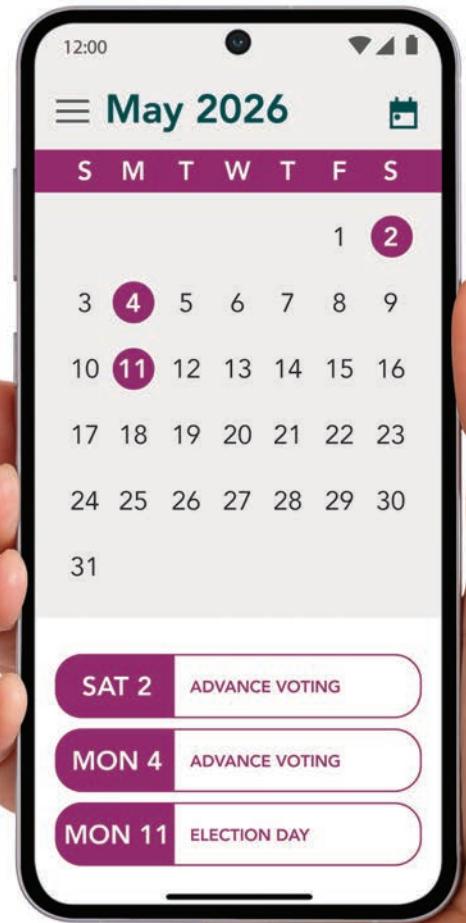 12:00
May 2026
S M T W T F S
1 2
3 4 5 6 7 8 9
10 11 12 13 14 15 16
17 18 19 20 21 22 23
24 25 26 27 28 29 30
31
SAT 2 ADVANCE VOTING
MON 4 ADVANCE VOTING
MON 11 ELECTION DAY